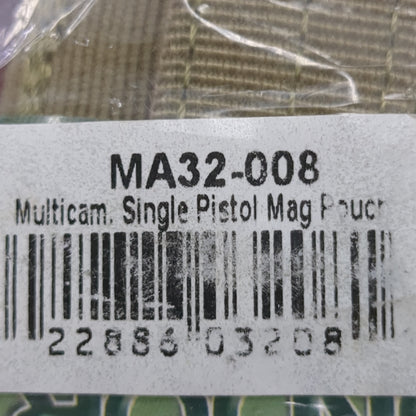 MA32-008
Multicam. Single Pistol Mag Pouch
22886 03208